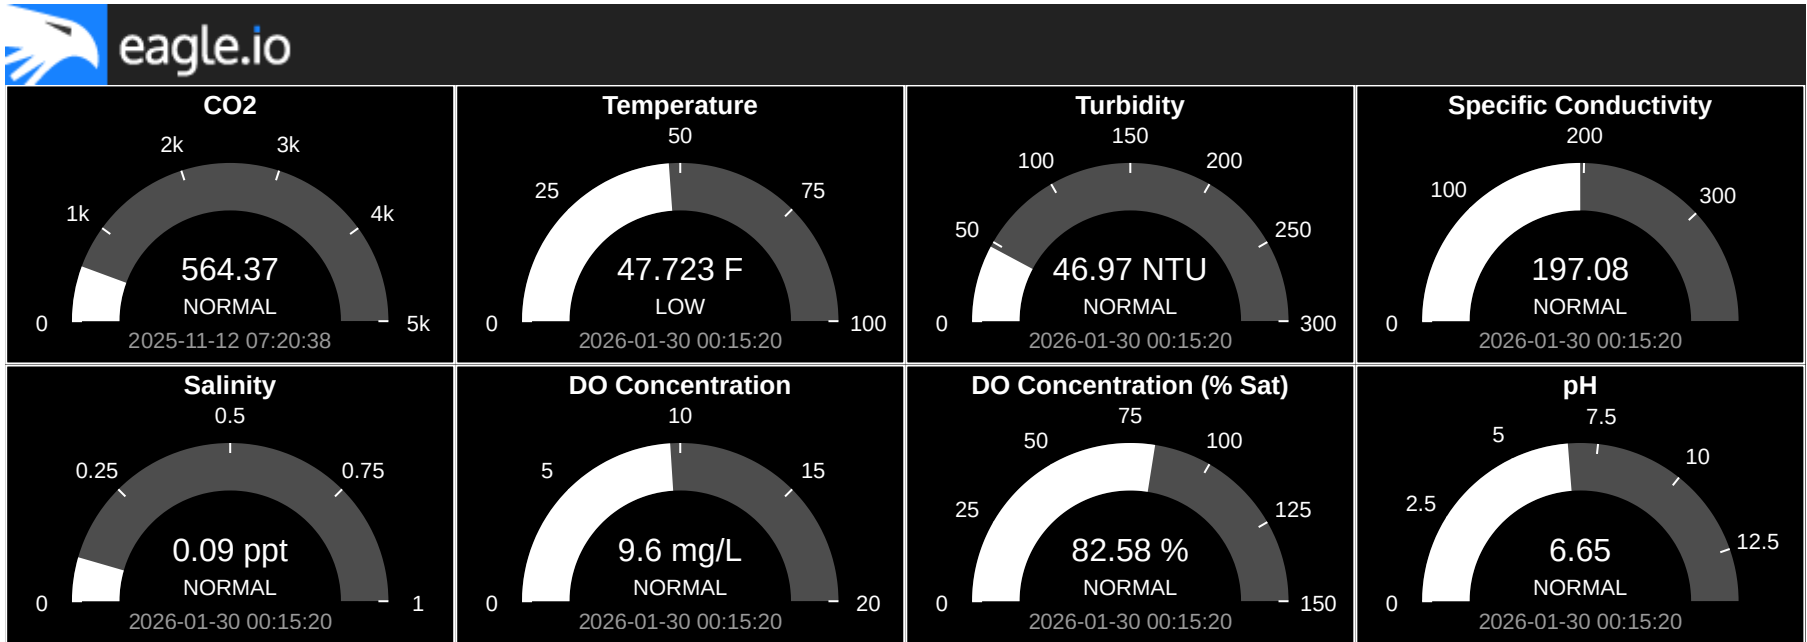 eagle.io
CO2
0
1k
2k
3k
4k
5k
564.37
NORMAL
2025-11-12 07:20:38
Temperature
0
25
50
75
100
47.723 F
LOW
2026-01-30 00:15:20
Turbidity
0
50
100
150
200
250
300
46.97 NTU
NORMAL
2026-01-30 00:15:20
Specific Conductivity
0
100
200
300
197.08
NORMAL
2026-01-30 00:15:20
Salinity
0
0.25
0.5
0.75
1
0.09 ppt
NORMAL
2026-01-30 00:15:20
DO Concentration
0
5
10
15
20
9.6 mg/L
NORMAL
2026-01-30 00:15:20
DO Concentration (% Sat)
0
25
50
75
100
125
150
82.58 %
NORMAL
2026-01-30 00:15:20
pH
0
2.5
5
7.5
10
12.5
6.65
NORMAL
2026-01-30 00:15:20